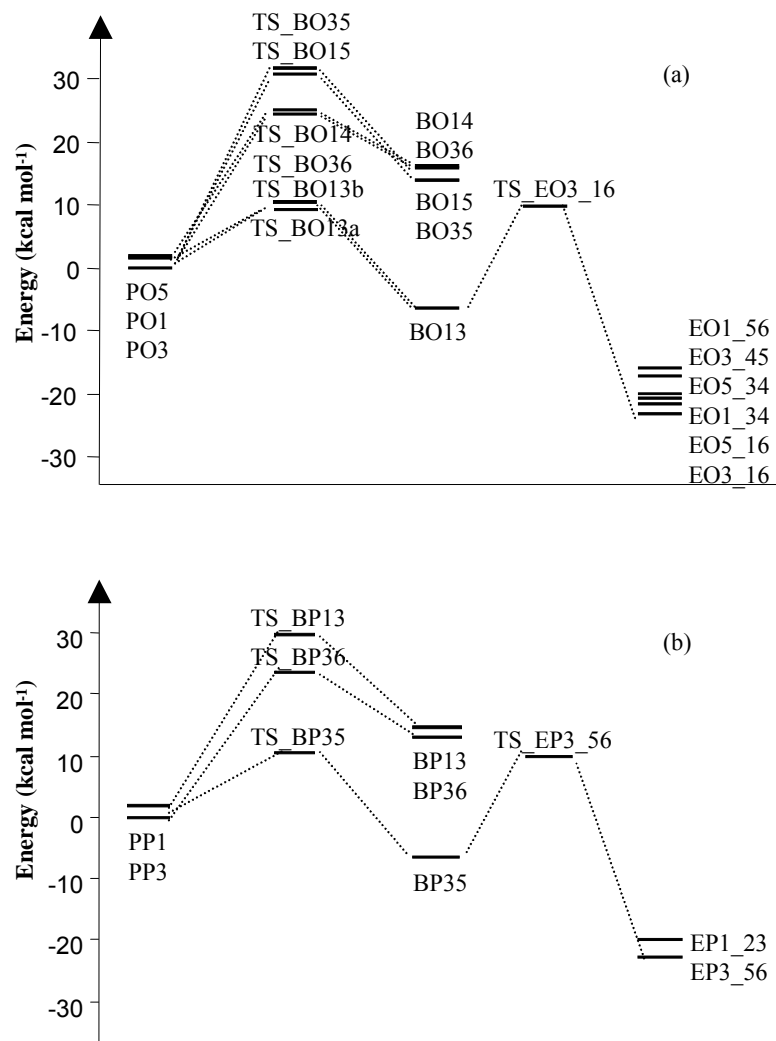 TS_BO35
TS_BO15
(a)
30
20
10
0
-10
-20
-30
Energy (kcal mol-1)
TS_BO14
TS_BO36
TS_BO13b
TS_BO13a
BO14
BO36
BO15
BO35
TS_EO3_16
PO5
PO1
PO3
BO13
EO1_56
EO3_45
EO5_34
EO1_34
EO5_16
EO3_16
TS_BP13
(b)
30
20
10
0
-10
-20
-30
Energy (kcal mol-1)
TS_BP36
TS_BP35
TS_EP3_56
BP13
BP36
PP1
PP3
BP35
EP1_23
EP3_56